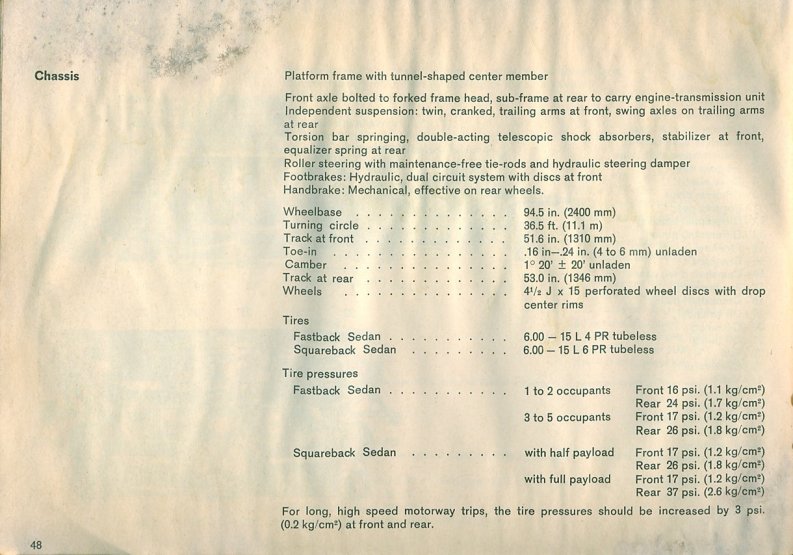 Chassis
Platform frame with tunnel-shaped center member
Front axle bolted to forked frame head, sub-frame at rear to carry engine-transmission unit
Independent suspension: twin, cranked, trailing arms at front, swing axles on trailing arms
at rear
Torsion bar springing, double-acting telescopic shock absorbers, stabilizer at front,
equalizer spring at rear
Roller steering with maintenance-free tie-rods and hydraulic steering damper
Footbrakes: Hydraulic, dual circuit system with discs at front
Handbrake: Mechanical, effective on rear wheels.
Wheelbase . . . . . . . . . . . . . . 94.5 in. (2400 mm)
Turning circle . . . . . . . . . . . . . 36.5 ft. (11.1 m)
Track at front . . . . . . . . . . . . . 51.6 in. (1310 mm)
Toe-in . . . . . . . . . . . . . . . . .16 in—.24 in. (4 to 6 mm) unladen
Camber . . . . . . . . . . . . . . . 1° 20' ± 20' unladen
Track at rear . . . . . . . . . . . . . 53.0 in. (1346 mm)
Wheels . . . . . . . . . . . . . . . 4¹/₂ J x 15 perforated wheel discs with drop
center rims
Tires
Fastback Sedan . . . . . . . . . . . 6.00 — 15 L 4 PR tubeless
Squareback Sedan . . . . . . . . . 6.00 — 15 L 6 PR tubeless
Tire pressures
Fastback Sedan . . . . . . . . . . . 1 to 2 occupants Front 16 psi. (1.1 kg/cm²)
Rear 24 psi. (1.7 kg/cm²)
3 to 5 occupants Front 17 psi. (1.2 kg/cm²)
Rear 26 psi. (1.8 kg/cm²)
Squareback Sedan . . . . . . . . . with half payload Front 17 psi. (1.2 kg/cm²)
Rear 26 psi. (1.8 kg/cm²)
with full payload Front 17 psi. (1.2 kg/cm²)
Rear 37 psi. (2.6 kg/cm²)
For long, high speed motorway trips, the tire pressures should be increased by 3 psi.
(0.2 kg/cm²) at front and rear.
48